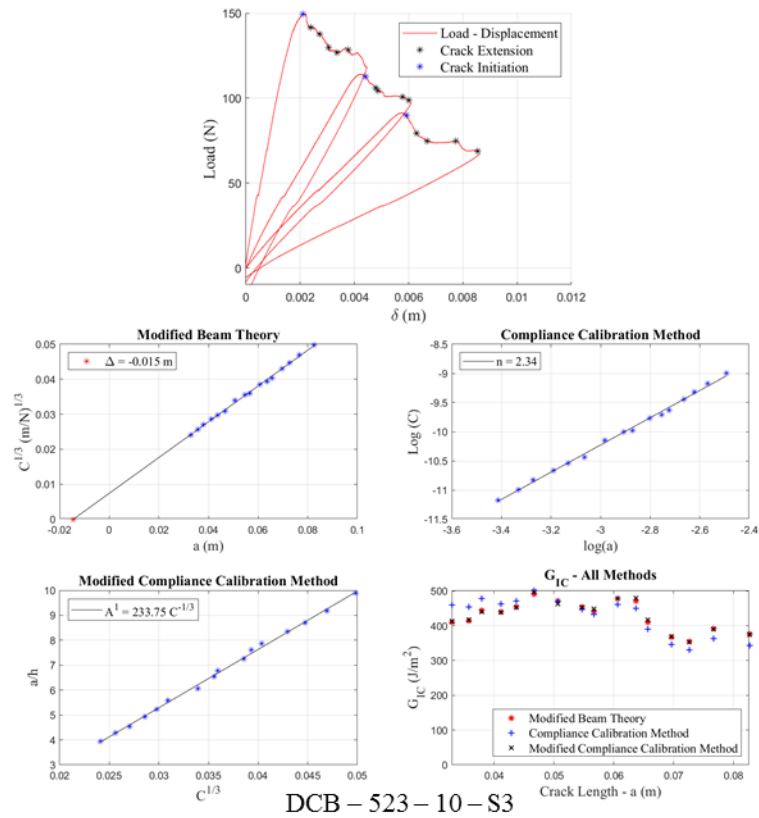 150
100
50
0
Load (N)
Load - Displacement
Crack Extension
Crack Initiation
0
0.002
0.004
0.006
0.008
0.01
0.012
δ (m)
Modified Beam Theory
0.05
0.04
0.03
0.02
0.01
0
C^1/3 (m/N)^1/3
Δ = -0.015 m
-0.02
0
0.02
0.04
0.06
0.08
0.1
a (m)
Compliance Calibration Method
-8.5
-9
-9.5
-10
-10.5
-11
-11.5
Log (C)
n = 2.34
-3.6
-3.4
-3.2
-3
-2.8
-2.6
-2.4
log(a)
Modified Compliance Calibration Method
10
9
8
7
6
5
4
3
a/h
A^1 = 233.75 C^-1/3
0.02
0.025
0.03
0.035
0.04
0.045
0.05
C^1/3
G_IC - All Methods
500
400
300
200
100
0
G_IC (J/m^2)
Modified Beam Theory
Compliance Calibration Method
Modified Compliance Calibration Method
0.04
0.05
0.06
0.07
0.08
Crack Length - a (m)
DCB – 523 – 10 – S3